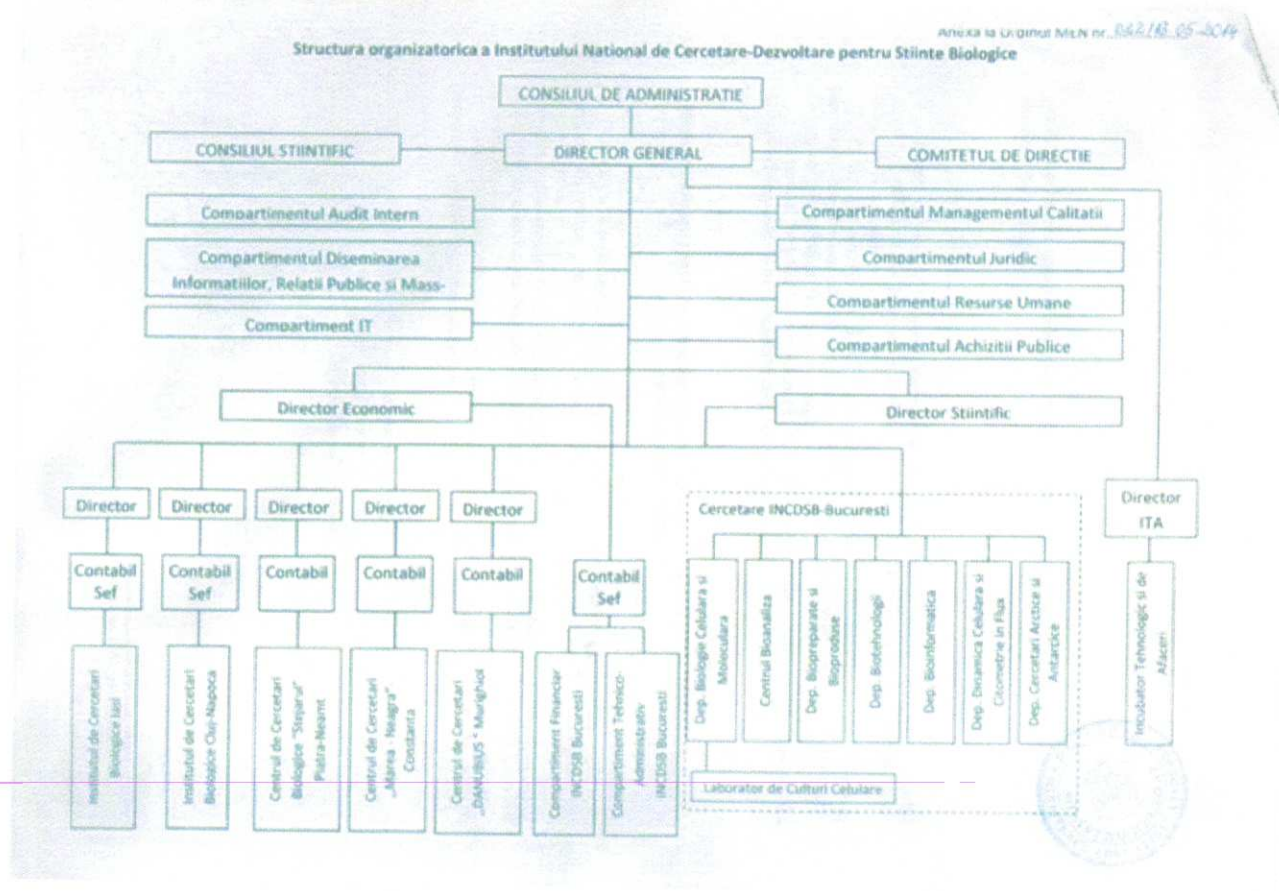 Anexa la Ordinul MEN nr.
Structura organizatorica a Institutului National de Cercetare-Dezvoltare pentru Stiinte Biologice
CONSILIUL DE ADMINISTRATIE
CONSILIUL STIINTIFIC
DIRECTOR GENERAL
COMITETUL DE DIRECTIE
Compartimentul Audit Intern
Compartimentul Managementul Calitatii
Compartimentul Diseminarea
Informatiilor, Relatii Publice si Mass-
Compartimentul Juridic
Compartimentul Resurse Umane
Compartiment IT
Compartimentul Achizitii Publice
Director Economic
Director Stiintific
Director
Director
Director
Director
Director
Cercetare INCDSB-Bucuresti
Director
ITA
Contabil
Sef
Contabil
Sef
Contabil
Contabil
Contabil
Contabil
Sef
Institutul de Cercetari
Biologice Iasi
Institutul de Cercetari
Biologice Cluj-Napoca
Centrul de Cercetari
Biologice "Stejarul"
Piatra-Neamt
Centrul de Cercetari
„Marea - Neagra"
Constanta
Centrul de Cercetari
„DANUBIUS " Murighiol
Compartiment Financiar
INCDSB Bucuresti
Compartiment Tehnico-
Administrativ
INCDSB Bucuresti
Dep. Biologie Celulara si
Moleculara
Centrul Bioanaliza
Dep. Biopreparate si
Bioproduse
Dep. Biotehnologii
Dep. Bioinformatica
Dep. Dinamica Celulara si
Citometrie in Flux
Dep. Cercetari Arctice si
Antarctice
Incubator Tehnologic si de
Afaceri
Laborator de Culturi Celulare